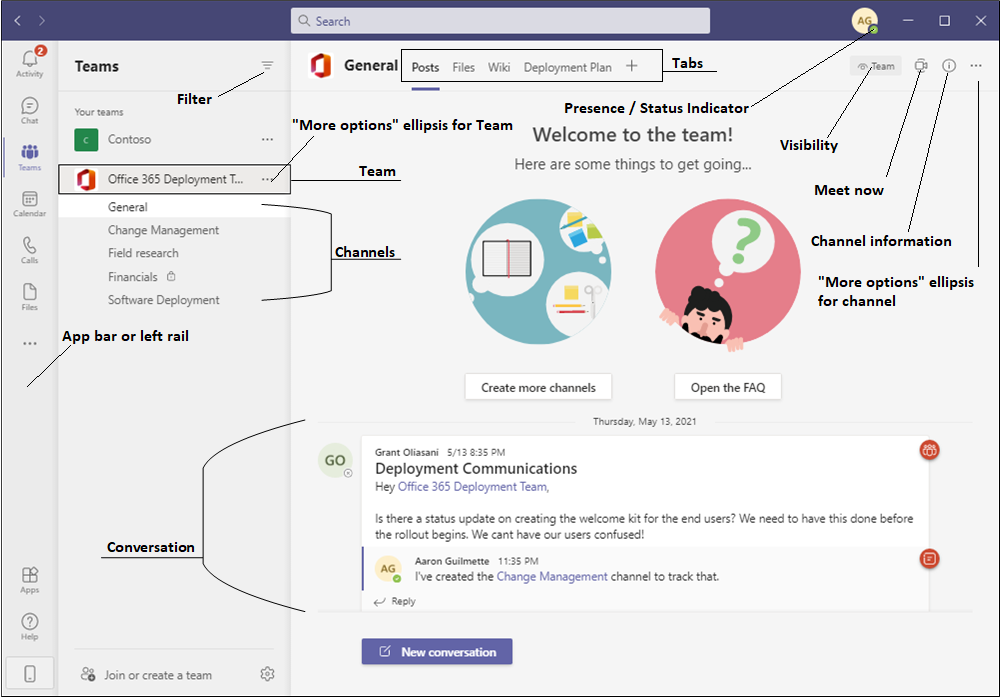 Search
AG
2
Activity
Chat
Teams
Calendar
Calls
Files
Apps
Help
Teams
Filter
Your teams
C
Contoso
"More options" ellipsis for Team
Office 365 Deployment T...
Team
General
Change Management
Field research
Financials
Software Deployment
Channels
App bar or left rail
Conversation
Join or create a team
General
Posts
Files
Wiki
Deployment Plan
Tabs
Team
Presence / Status Indicator
Visibility
Meet now
Channel information
"More options" ellipsis
for channel
Welcome to the team!
Here are some things to get going...
?
Create more channels
Open the FAQ
Thursday, May 13, 2021
GO
Grant Oliasani 5/13 8:35 PM
Deployment Communications
Hey Office 365 Deployment Team,
Is there a status update on creating the welcome kit for the end users? We need to have this done before
the rollout begins. We cant have our users confused!
AG
Aaron Guilmette 11:35 PM
I've created the Change Management channel to track that.
Reply
New conversation